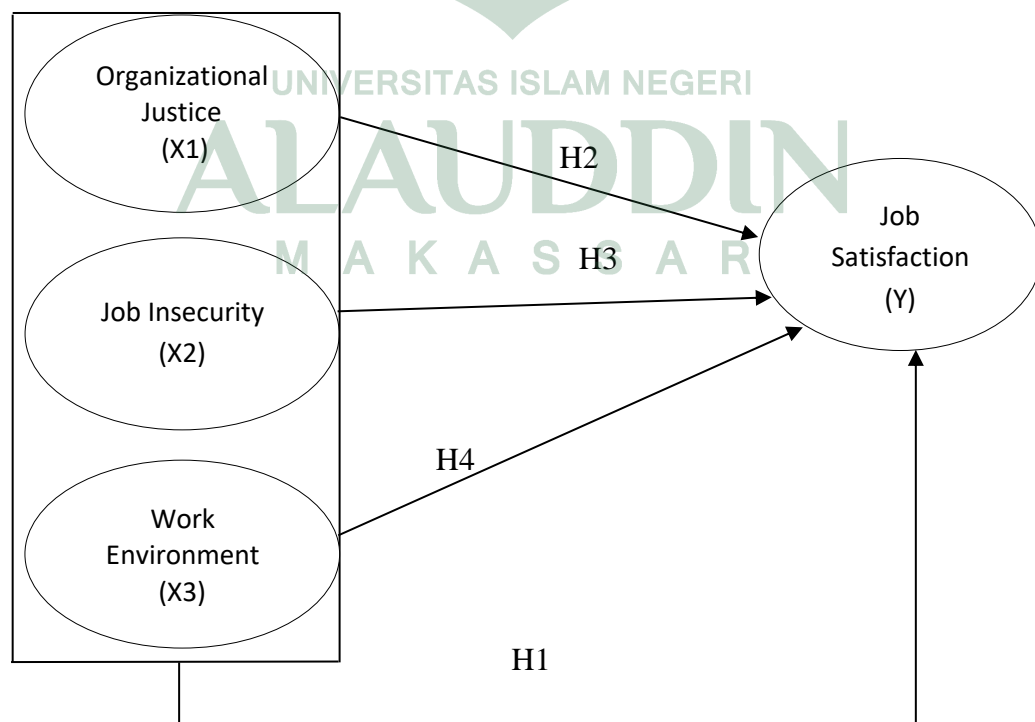 Organizational
Justice
(X1)
UNIVERSITAS ISLAM NEGERI
ALAUDDIN
MAKASSAR
H2
Job
Satisfaction
(Y)
H3
Job Insecurity
(X2)
H4
Work
Environment
(X3)
H1